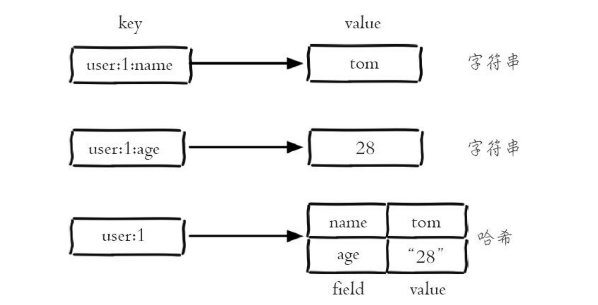 key value
user:1:name tom 字符串
user:1:age 28 字符串
user:1 name tom 哈希
age “28”
field value